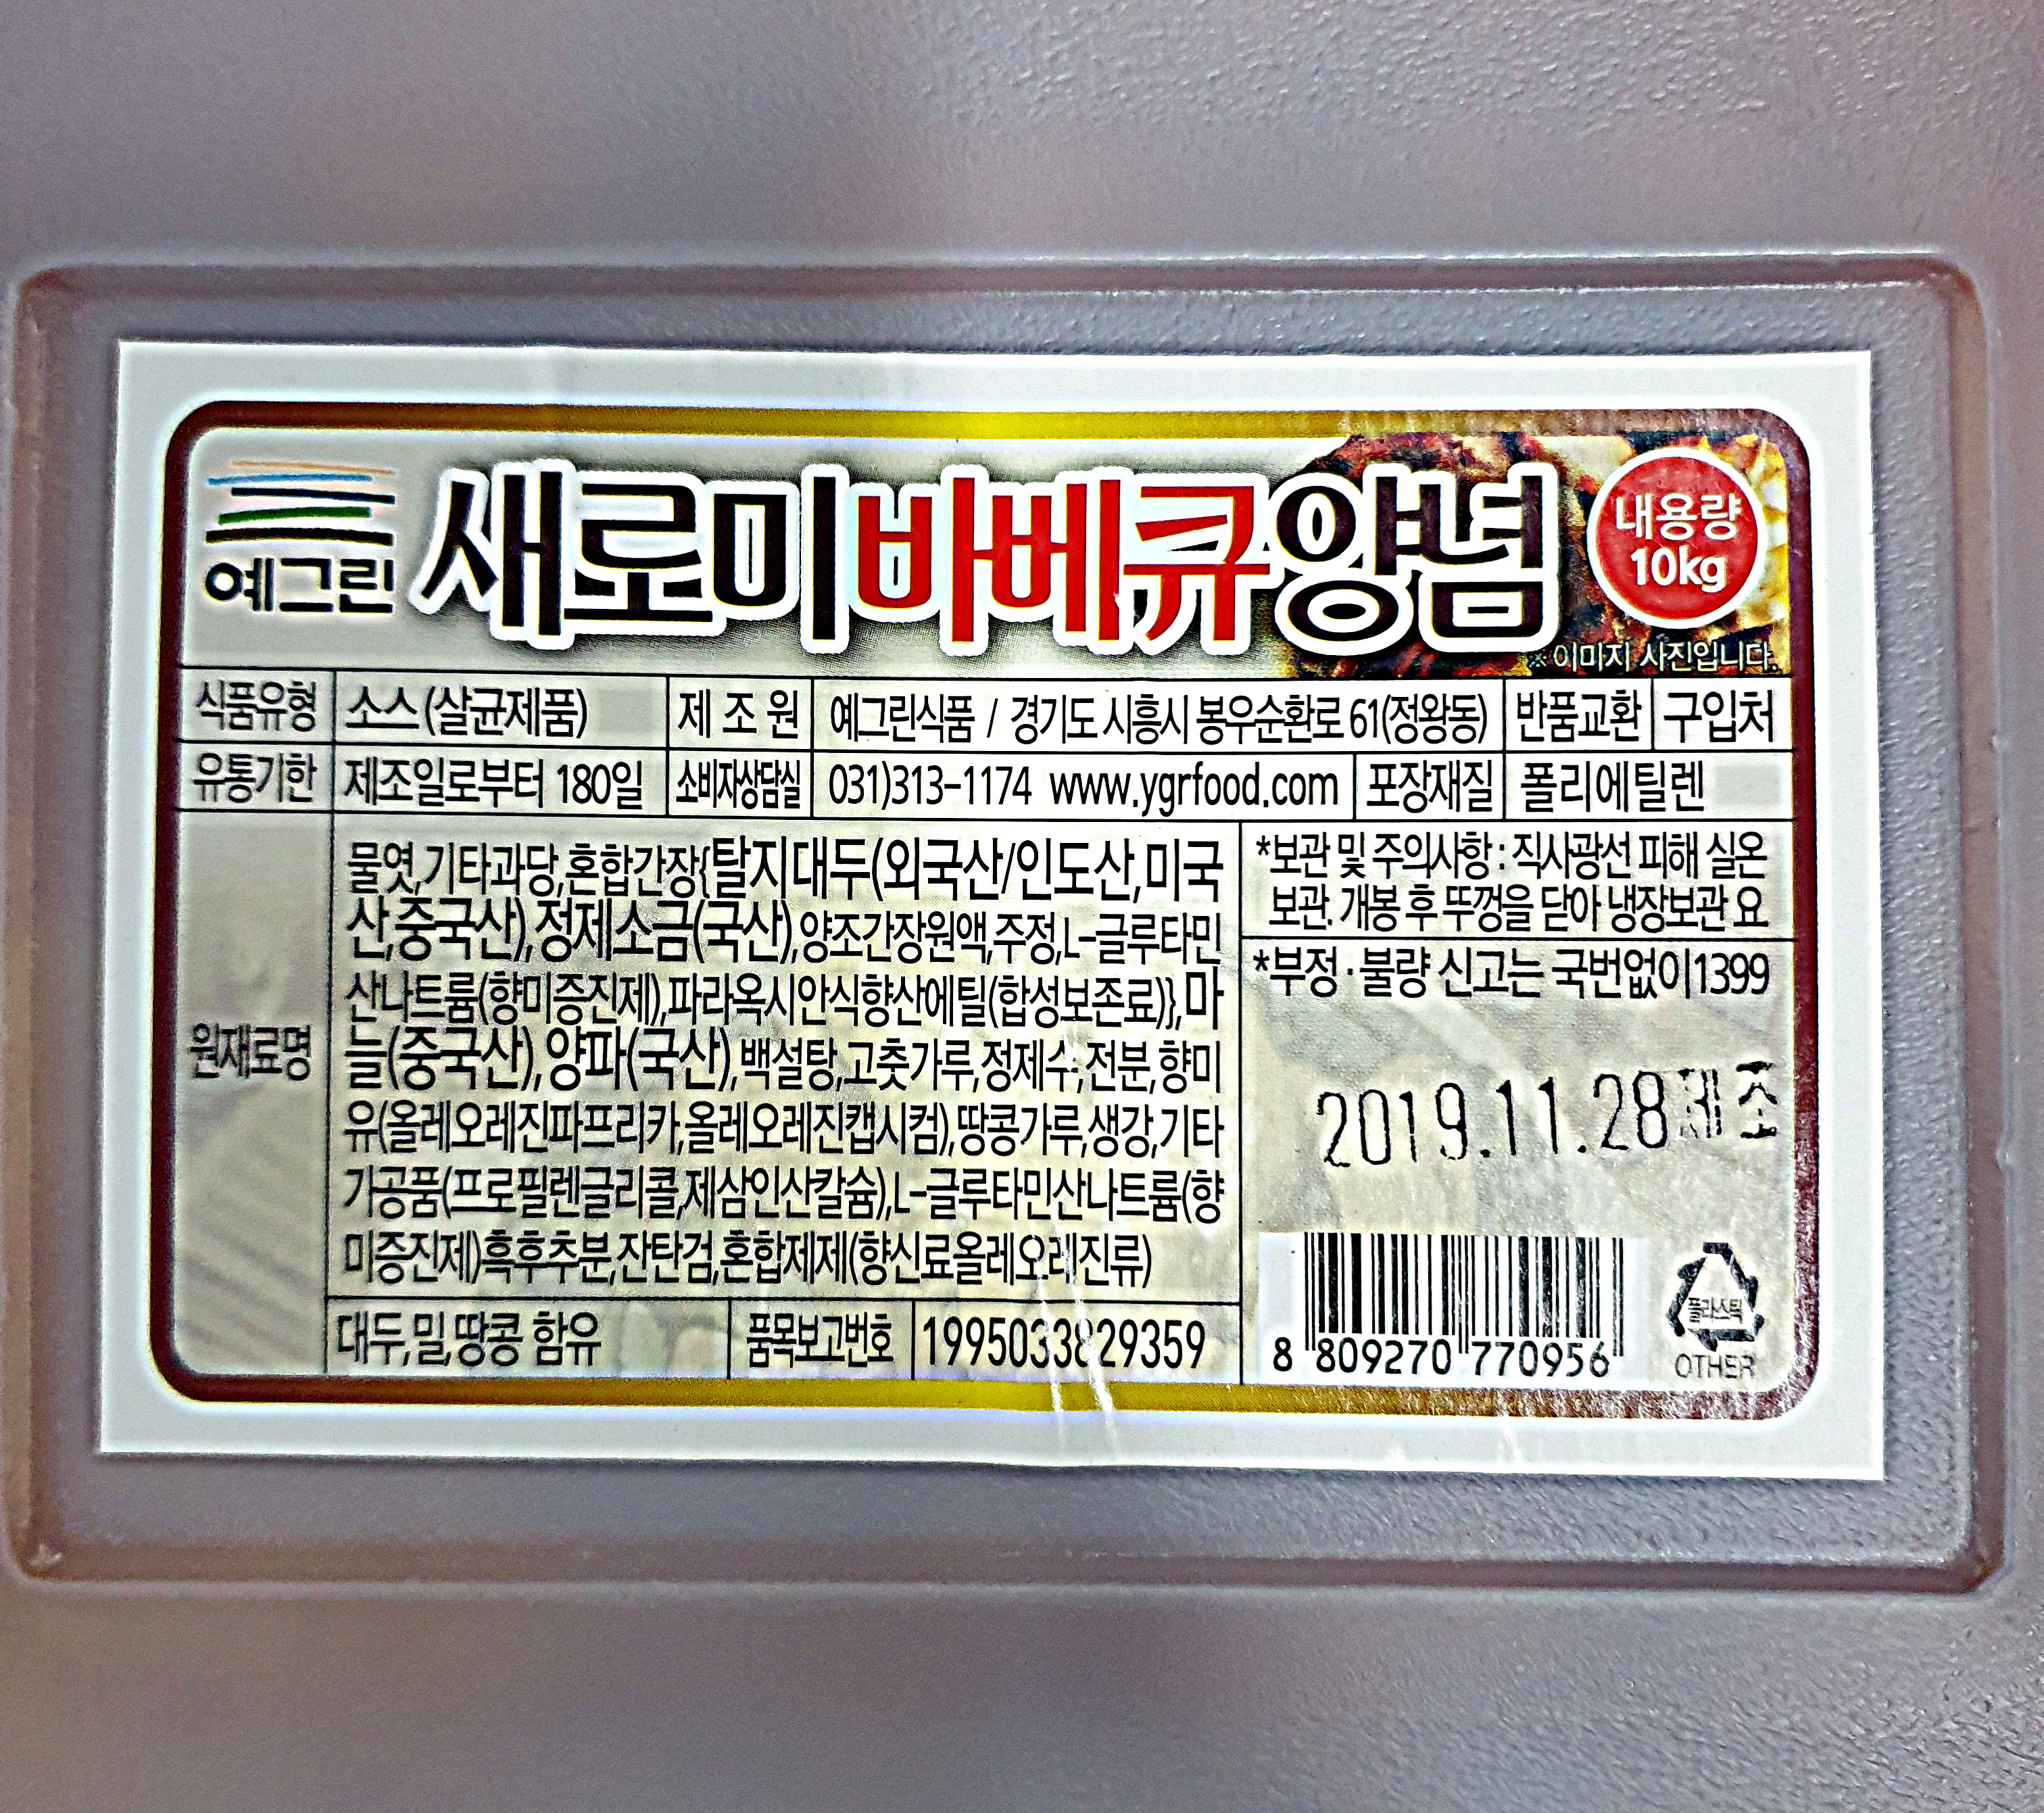 예그린
새로미바베큐양념
내용량
10kg
※이미지 사진입니다.
식품유형 소스(살균제품) 제조원 예그린식품 / 경기도 시흥시 봉우순환로 61(정왕동) 반품교환 구입처
유통기한 제조일로부터 180일 소비자상담실 031)313-1174 www.ygrfood.com 포장재질 폴리에틸렌
원재료명
물엿,기타과당,혼합간장{탈지대두(외국산/인도산,미국
산,중국산),정제소금(국산),양조간장원액,주정,L-글루타민
산나트륨(향미증진제),파라옥시안식향산에틸(합성보존료)},마
늘(중국산),양파(국산),백설탕,고춧가루,정제수,전분,향미
유(올레오레진파프리카,올레오레진캡시컴),땅콩가루,생강,기타
가공품(프로필렌글리콜,제삼인산칼슘),L-글루타민산나트륨(향
미증진제)흑후추분,잔탄검,혼합제제(향신료올레오레진류)
대두,밀,땅콩 함유 품목보고번호 1995033829359
*보관 및 주의사항 : 직사광선 피해 실온
보관. 개봉 후 뚜껑을 닫아 냉장보관 요
*부정·불량 신고는 국번없이1399
2019.11.28제조
8 809270 770956
플라스틱
OTHER